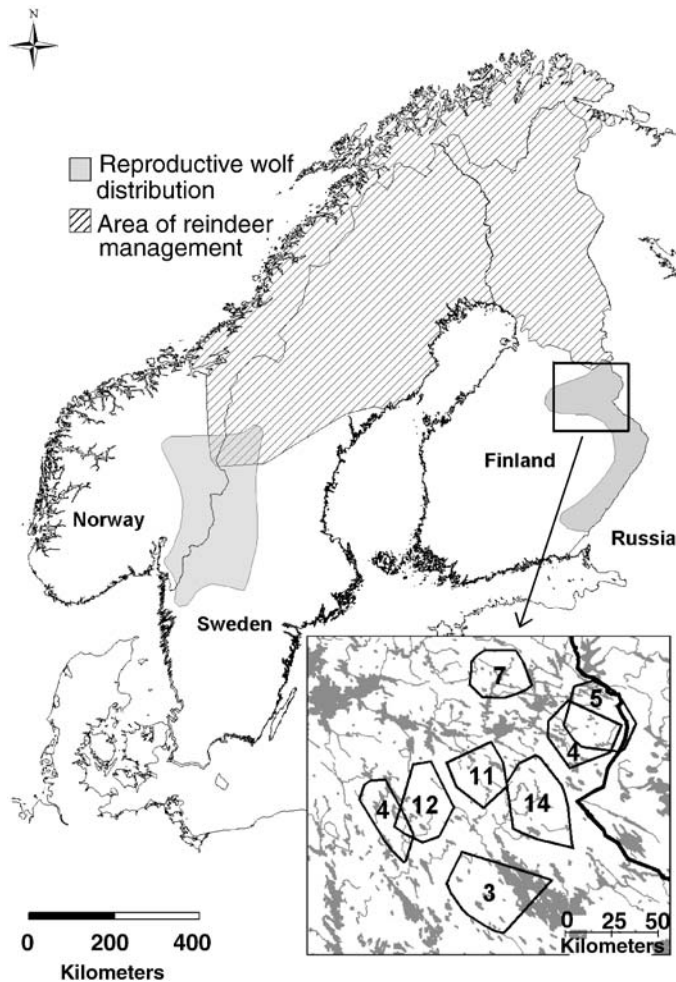 N
Reproductive wolf
distribution
Area of reindeer
management
Finland
Norway
Russia
Sweden
7
5
4
11
4
12
14
3
0 25 50
Kilometers
0 200 400
Kilometers